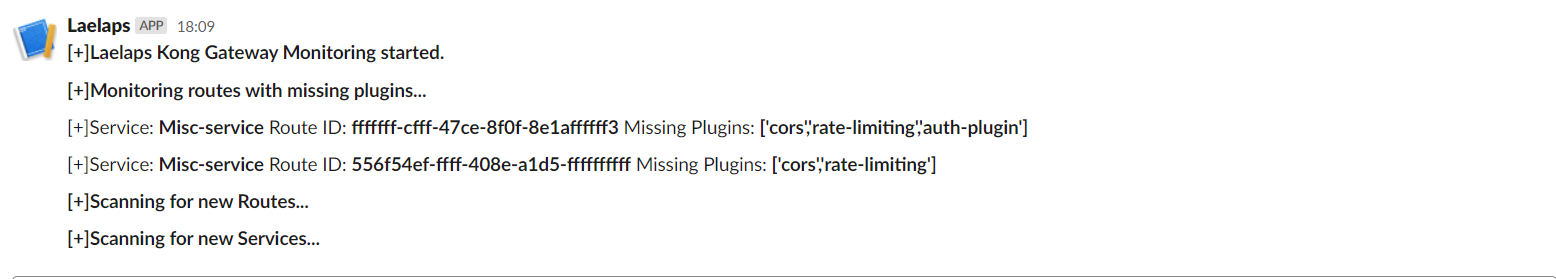 Laelaps APP 18:09
[+]Laelaps Kong Gateway Monitoring started.
[+]Monitoring routes with missing plugins...
[+]Service: Misc-service Route ID: fffffff-cfff-47ce-8f0f-8e1affffff3 Missing Plugins: ['cors','rate-limiting','auth-plugin']
[+]Service: Misc-service Route ID: 556f54ef-ffff-408e-a1d5-ffffffffff Missing Plugins: ['cors','rate-limiting']
[+]Scanning for new Routes...
[+]Scanning for new Services...